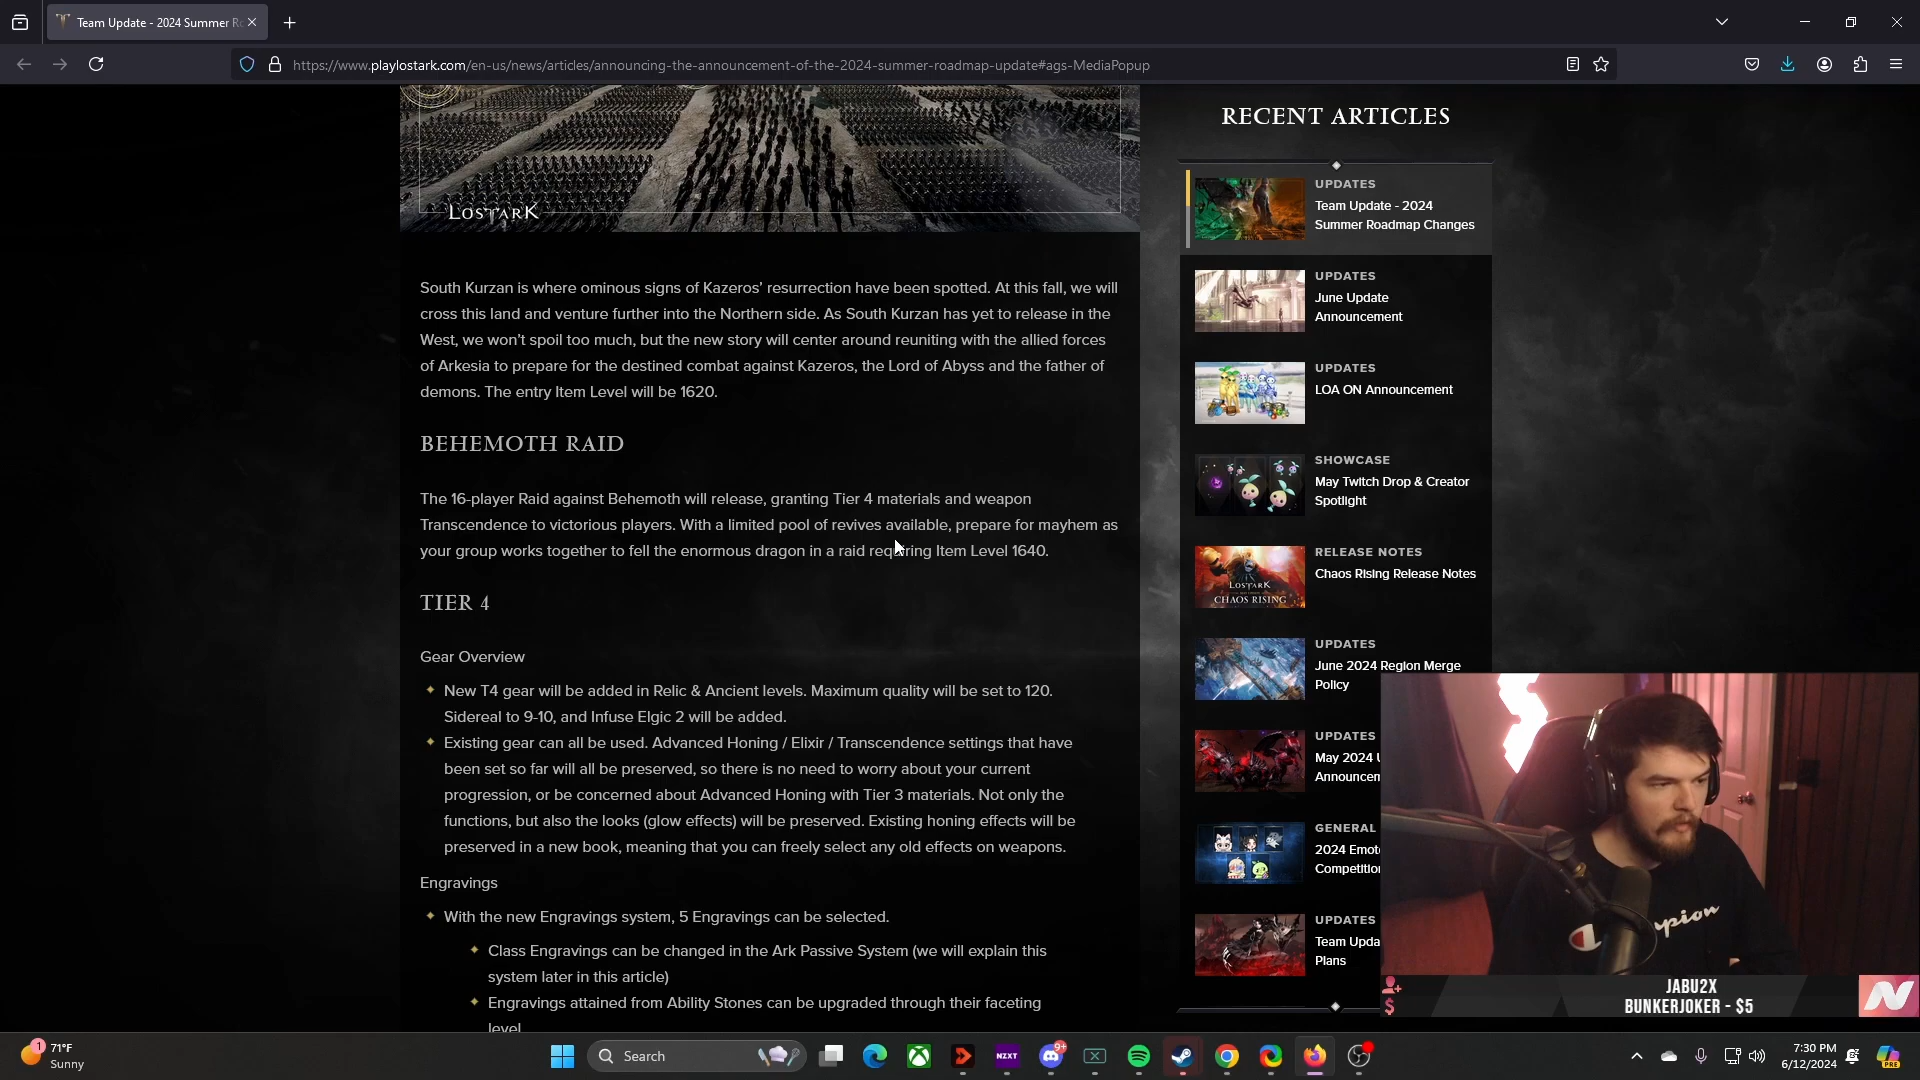 Team Update - 2024 Summer Ro
https://www.playlostark.com/en-us/news/articles/announcing-the-announcement-of-the-2024-summer-roadmap-update#ags-MediaPopup
LOSTARK
South Kurzan is where ominous signs of Kazeros' resurrection have been spotted. At this fall, we will
cross this land and venture further into the Northern side. As South Kurzan has yet to release in the
West, we won't spoil too much, but the new story will center around reuniting with the allied forces
of Arkesia to prepare for the destined combat against Kazeros, the Lord of Abyss and the father of
demons. The entry Item Level will be 1620.
BEHEMOTH RAID
The 16-player Raid against Behemoth will release, granting Tier 4 materials and weapon
Transcendence to victorious players. With a limited pool of revives available, prepare for mayhem as
your group works together to fell the enormous dragon in a raid requiring Item Level 1640.
TIER 4
Gear Overview
New T4 gear will be added in Relic & Ancient levels. Maximum quality will be set to 120.
Sidereal to 9-10, and Infuse Elgic 2 will be added.
Existing gear can all be used. Advanced Honing / Elixir / Transcendence settings that have
been set so far will all be preserved, so there is no need to worry about your current
progression, or be concerned about Advanced Honing with Tier 3 materials. Not only the
functions, but also the looks (glow effects) will be preserved. Existing honing effects will be
preserved in a new book, meaning that you can freely select any old effects on weapons.
Engravings
With the new Engravings system, 5 Engravings can be selected.
Class Engravings can be changed in the Ark Passive System (we will explain this
system later in this article)
Engravings attained from Ability Stones can be upgraded through their faceting
level
RECENT ARTICLES
UPDATES
Team Update - 2024
Summer Roadmap Changes
UPDATES
June Update
Announcement
UPDATES
LOA ON Announcement
SHOWCASE
May Twitch Drop & Creator
Spotlight
RELEASE NOTES
Chaos Rising Release Notes
LOSTARK
CHAOS RISING
UPDATES
June 2024 Region Merge
Policy
UPDATES
May 2024 U
Announcem
GENERAL
2024 Emot
Competitio
UPDATES
Team Upda
Plans
Champion
$
JABU2X
BUNKERJOKER - $5
N
1
71°F
Sunny
Search
NZXT
9+
PRE
7:30 PM
6/12/2024